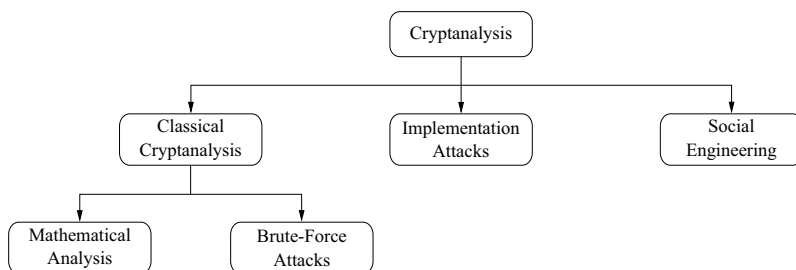 Cryptanalysis
Classical
Cryptanalysis
Implementation
Attacks
Social
Engineering
Mathematical
Analysis
Brute-Force
Attacks